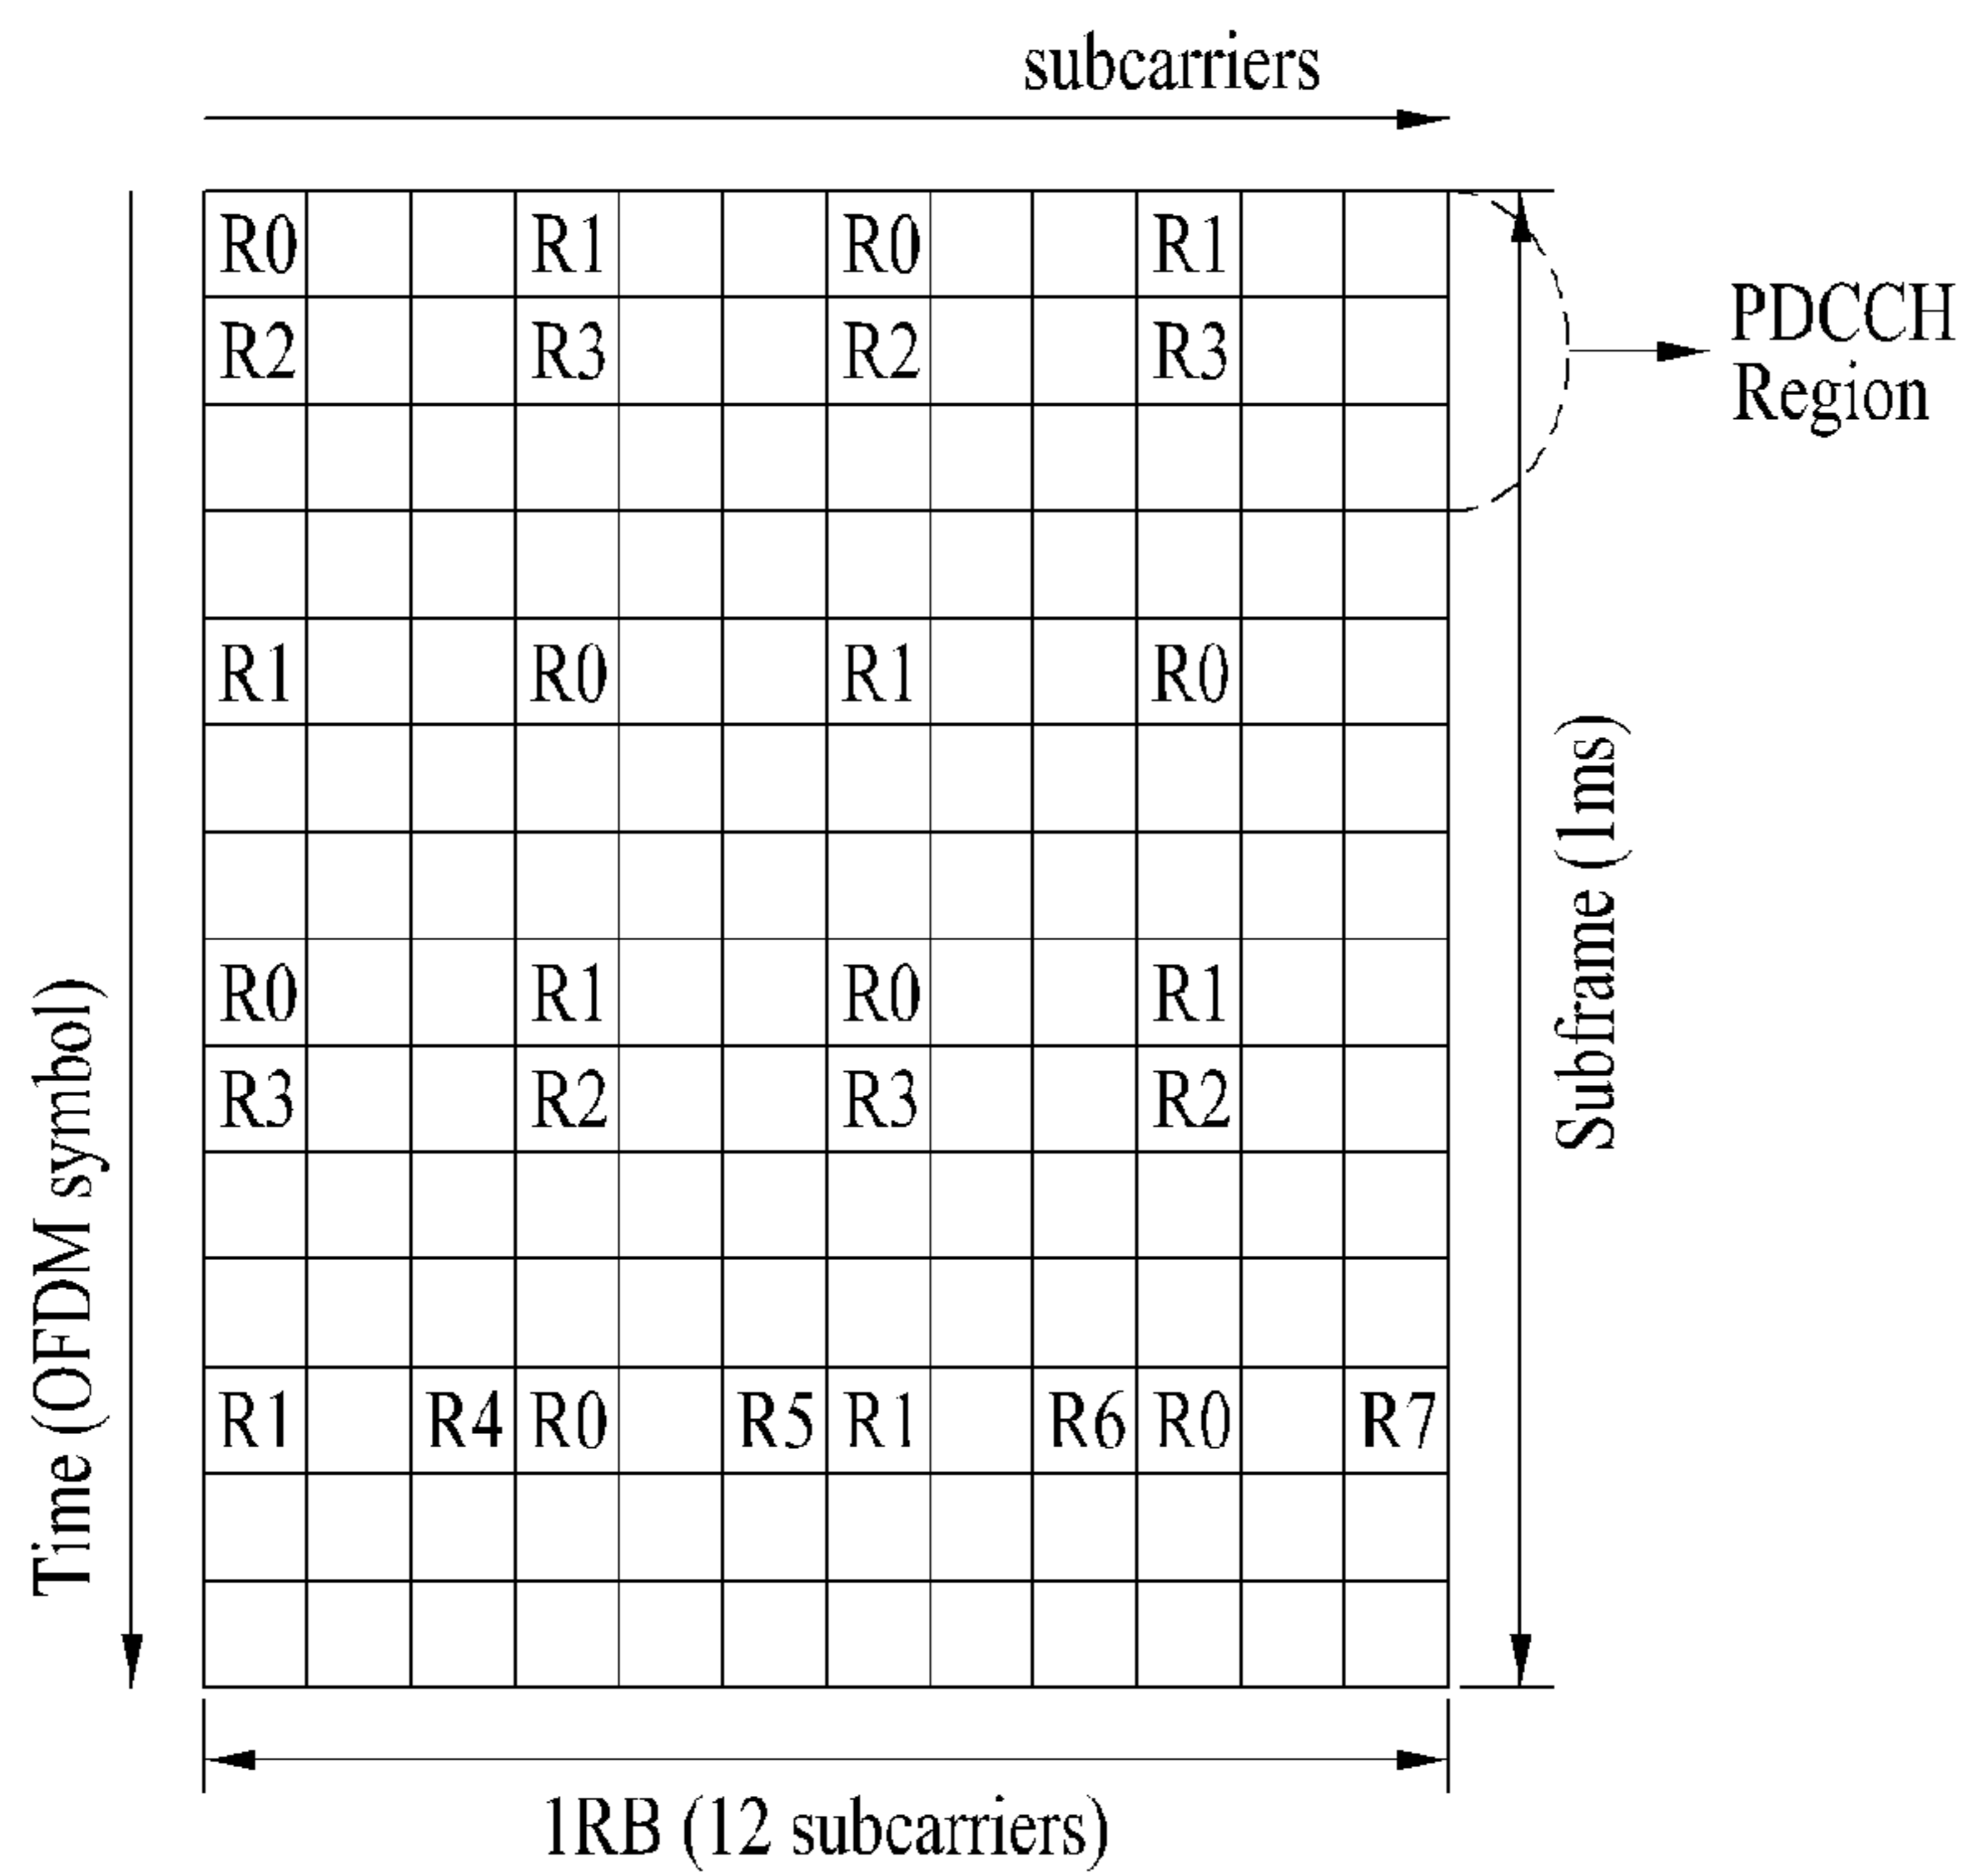 subcarriers
R0 R1 R0 R1
R2 R3 R2 R3
PDCCH
Region
R1 R0 R1 R0
R0 R1 R0 R1
R3 R2 R3 R2
R1 R4 R0 R5 R1 R6 R0 R7
Time (OFDM symbol)
Subframe (1ms)
1RB (12 subcarriers)